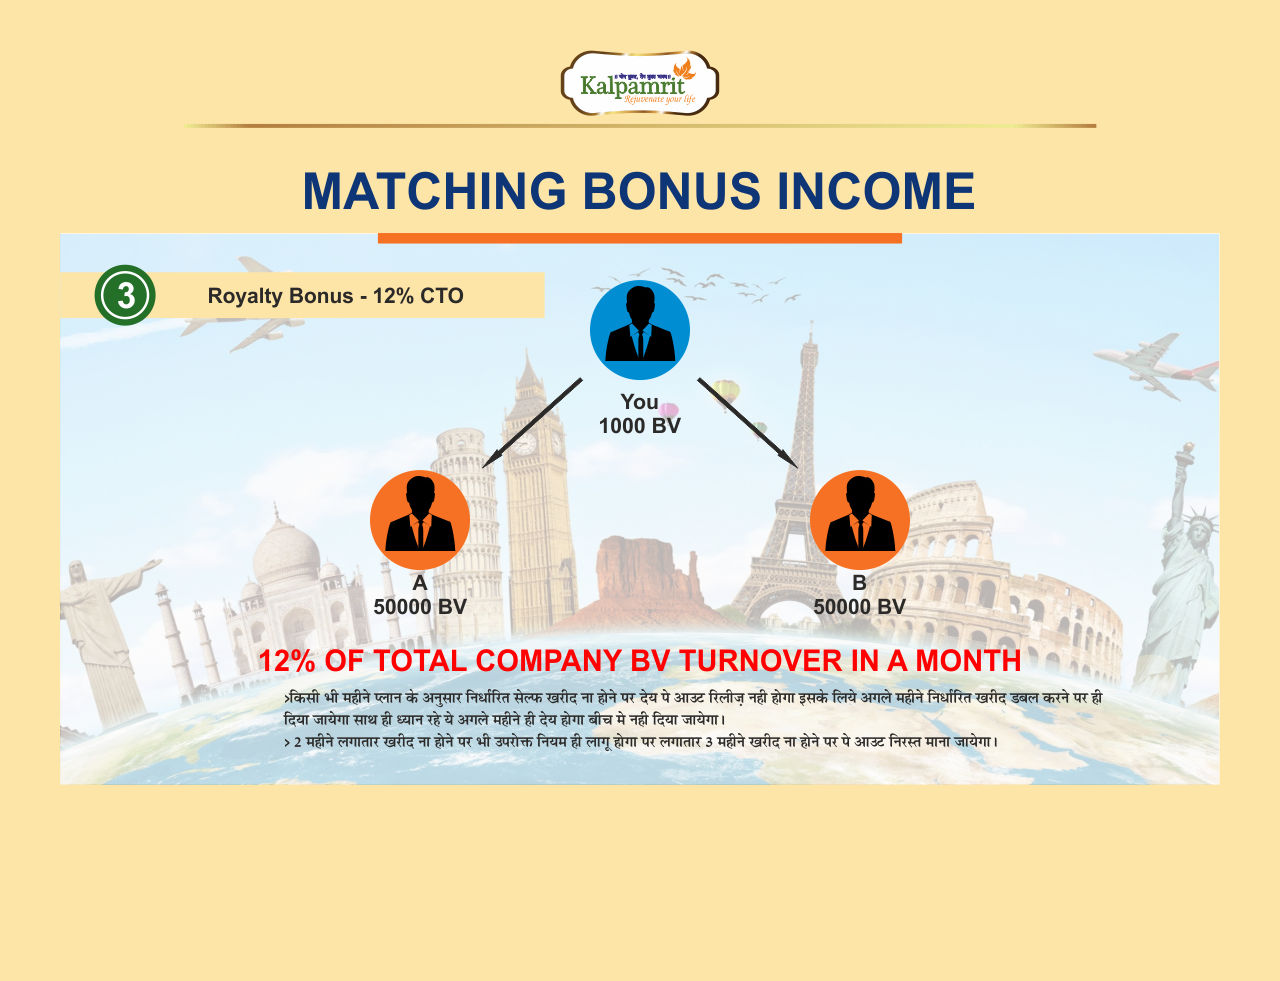 Kalpamrit
Rejuvenate your life
MATCHING BONUS INCOME
3
Royalty Bonus - 12% CTO
You
1000 BV
A
50000 BV
B
50000 BV
12% OF TOTAL COMPANY BV TURNOVER IN A MONTH
>किसी भी महीने प्लान के अनुसार निर्धारित सेल्फ खरीद ना होने पर देय पे आउट रिलीज़ नही होगा इसके लिये अगले महीने निर्धारित खरीद डबल करने पर ही
दिया जायेगा साथ ही ध्यान रहे ये अगले महीने ही देय होगा बीच मे नही दिया जायेगा।
> 2 महीने लगातार खरीद ना होने पर भी उपरोक्त नियम ही लागू होगा पर लगातार 3 महीने खरीद ना होने पर पे आउट निरस्त माना जायेगा।